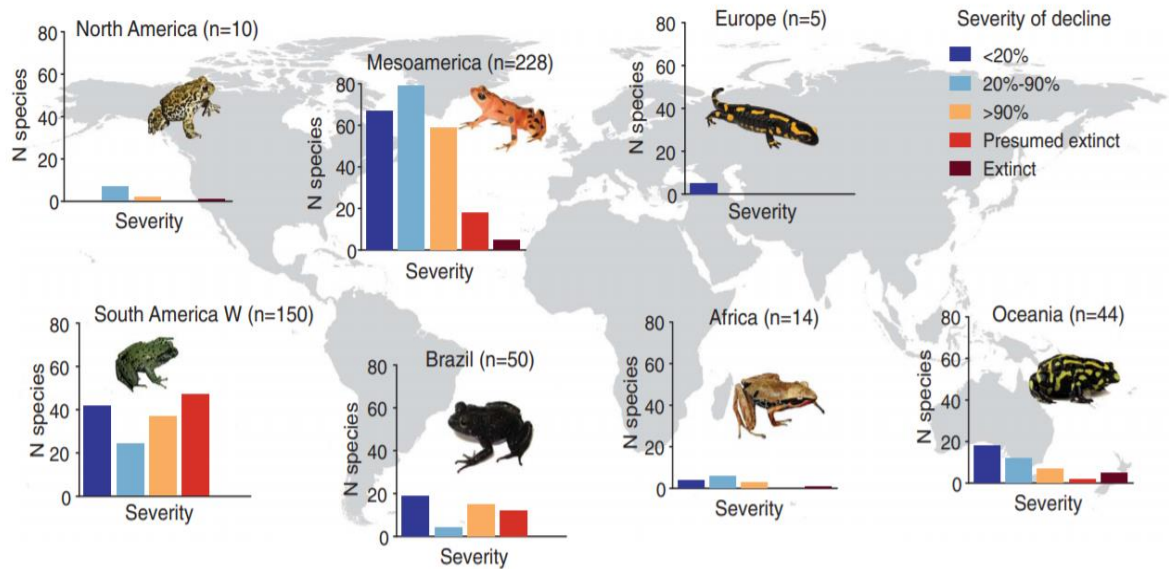 North America (n=10)
80
60
40
20
0
N species
Severity
Mesoamerica (n=228)
80
60
40
20
0
N species
Severity
Europe (n=5)
80
60
40
20
0
N species
Severity
Severity of decline
<20%
20%-90%
>90%
Presumed extinct
Extinct
South America W (n=150)
80
60
40
20
0
N species
Severity
Brazil (n=50)
80
60
40
20
0
N species
Severity
Africa (n=14)
80
60
40
20
0
N species
Severity
Oceania (n=44)
80
60
40
20
0
N species
Severity